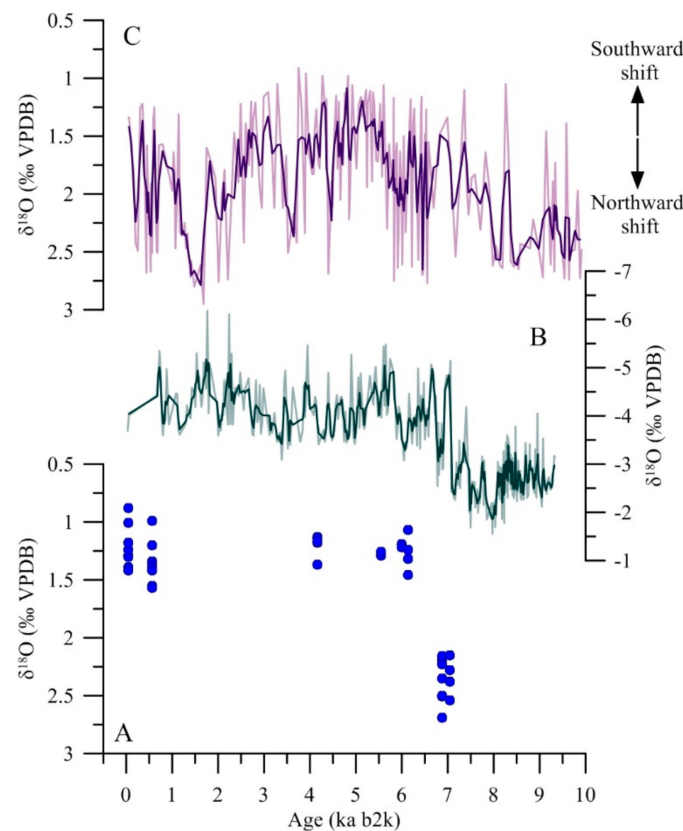 C
0.5
1
1.5
2
2.5
3
δ¹⁸O (‰ VPDB)
Southward
shift
Northward
shift
B
-7
-6
-5
-4
-3
-2
-1
δ¹⁸O (‰ VPDB)
0.5
1
1.5
2
2.5
3
δ¹⁸O (‰ VPDB)
A
0 1 2 3 4 5 6 7 8 9 10
Age (ka b2k)